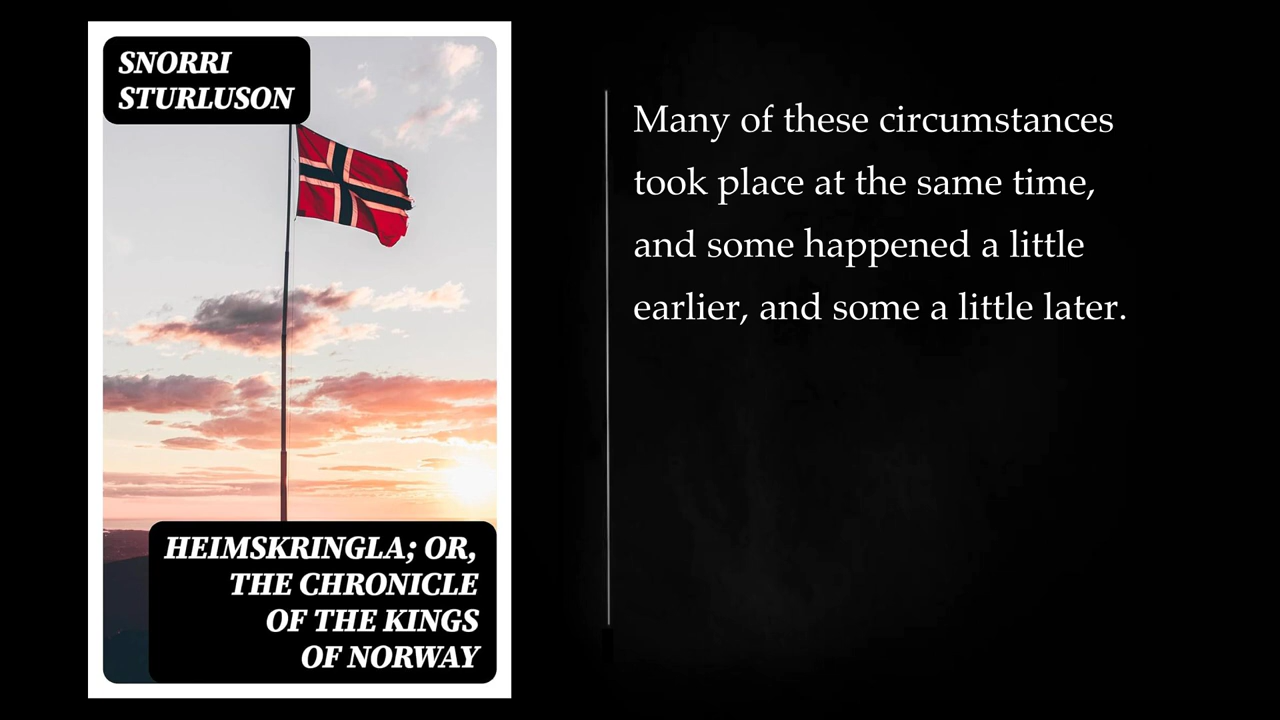 SNORRI
STURLUSON
HEIMSKRINGLA; OR,
THE CHRONICLE
OF THE KINGS
OF NORWAY
Many of these circumstances
took place at the same time,
and some happened a little
earlier, and some a little later.